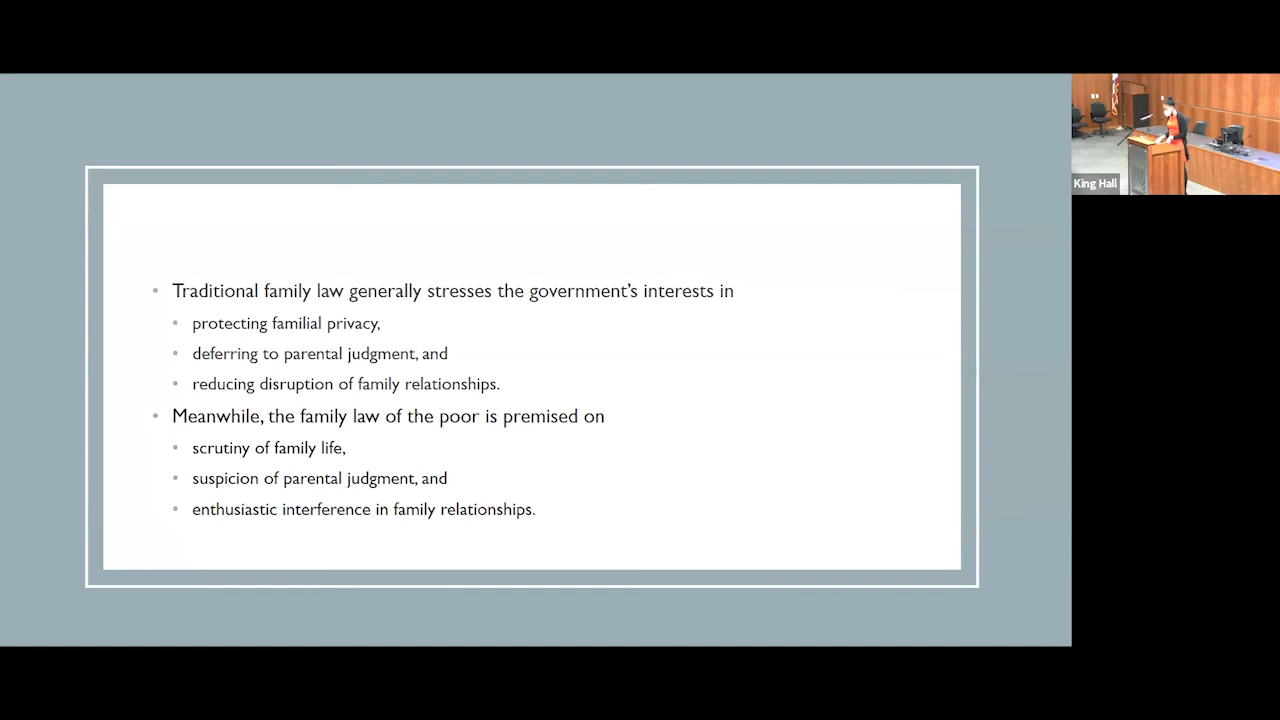 Traditional family law generally stresses the government's interests in
protecting familial privacy,
deferring to parental judgment, and
reducing disruption of family relationships.
Meanwhile, the family law of the poor is premised on
scrutiny of family life,
suspicion of parental judgment, and
enthusiastic interference in family relationships.
King Hall